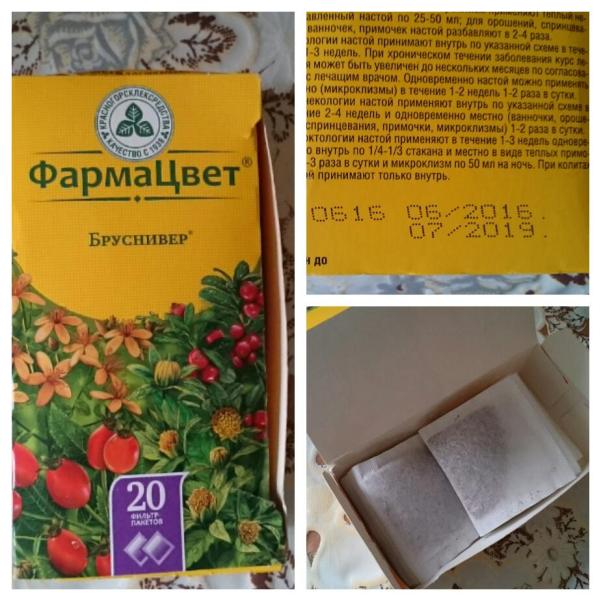 КРАСНОГОРСКЛЕКСРЕДСТВА
КАЧЕСТВО С 1938
ФармаЦвет®
Бруснивер®
20
ФИЛЬТР-
ПАКЕТОВ
авленный настой по 25-50 мл; для орошений, спринцева-
ванночек, примочек настой разбавляют в 2-4 раза.
ологии настой принимают внутрь по указанной схеме в тече-
1-3 недель. При хроническом течении заболевания курс ле-
я может быть увеличен до нескольких месяцев по согласова-
с лечащим врачом. Одновременно настой можно применять
но (микроклизмы) в течение 1-2 недель 1-2 раза в сутки.
некологии настой применяют внутрь по указанной схеме в
ние 2-4 недель и одновременно местно (ванночки, ороше-
спринцевания, примочки, микроклизмы) 1-2 раза в сутки.
октологии настой применяют в течение 1-3 недель одновре-
о внутрь по 1/4-1/3 стакана и местно в виде теплых примо-
-3 раза в сутки и микроклизм по 50 мл на ночь. При колитах
й принимают только внутрь.
0616 06/2016.
07/2019.
н до